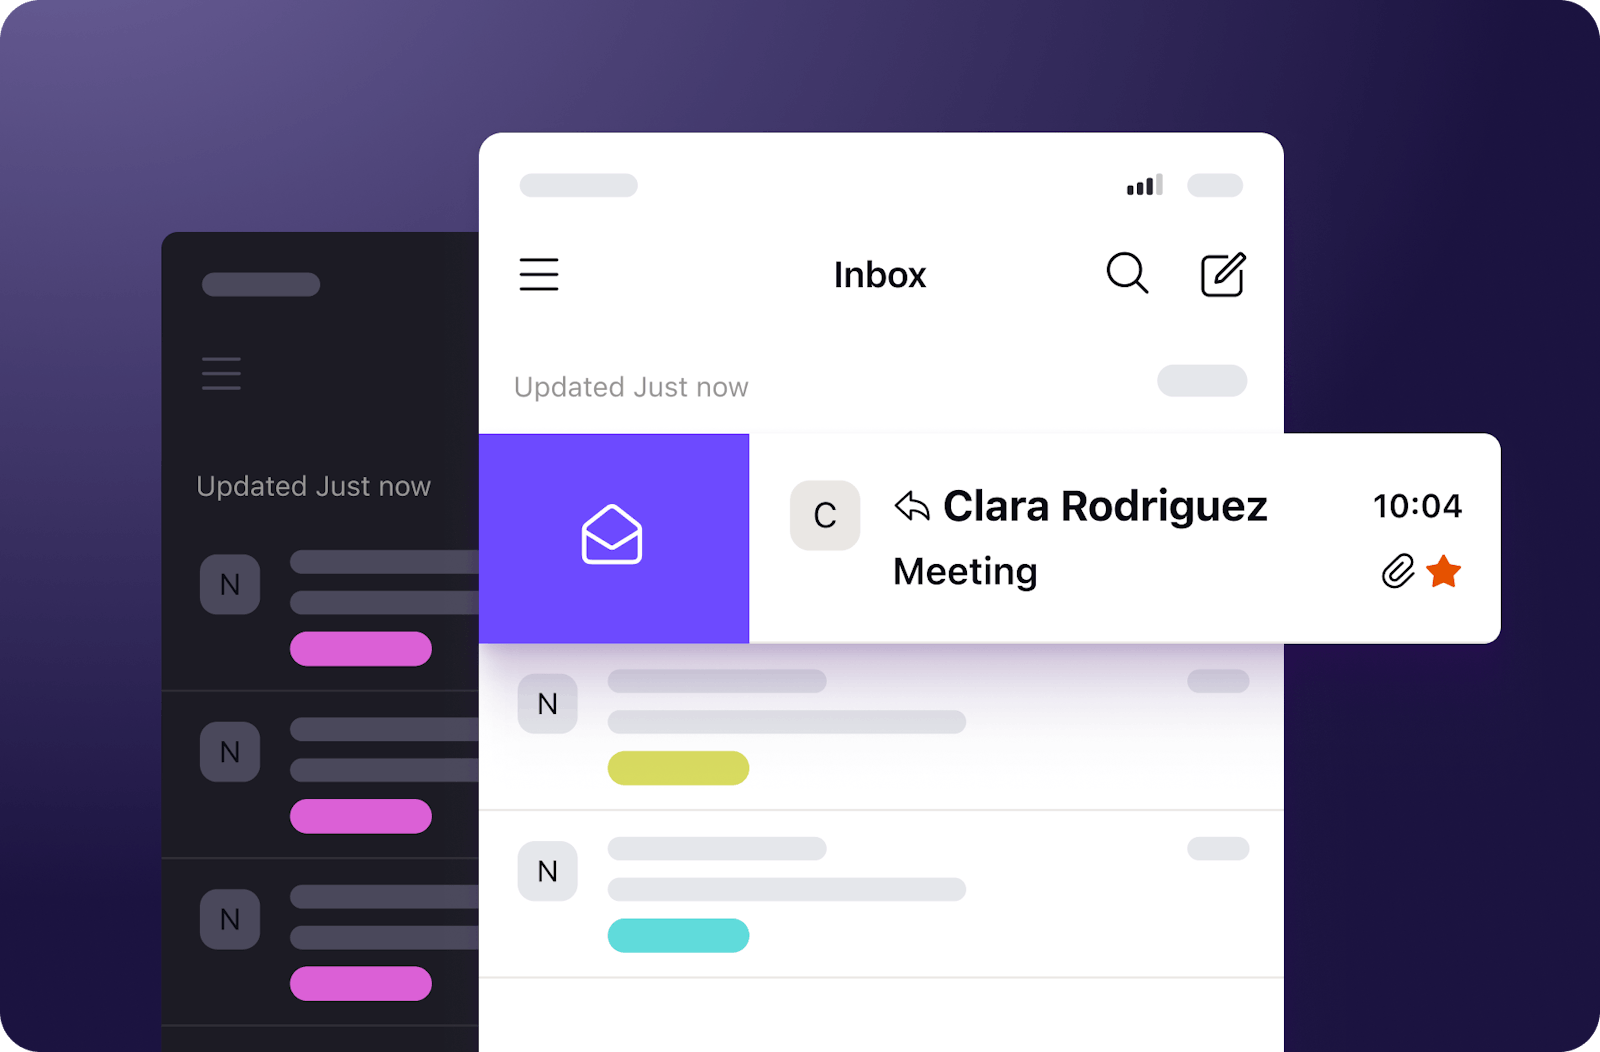 Inbox
Updated Just now
C
Clara Rodriguez
10:04
Meeting
N
N
Updated Just now
N
N
N